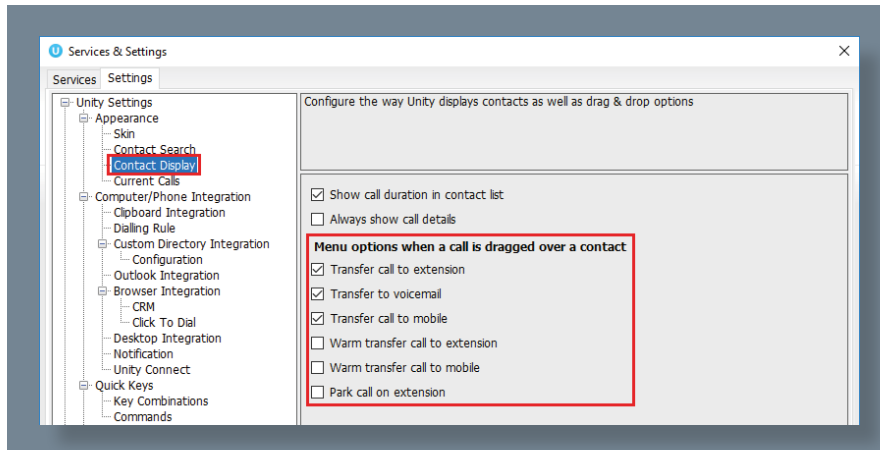 Services & Settings
Services Settings
Unity Settings
Appearance
Skin
Contact Search
Contact Display
Current Calls
Computer/Phone Integration
Clipboard Integration
Dialling Rule
Custom Directory Integration
Configuration
Outlook Integration
Browser Integration
CRM
Click To Dial
Desktop Integration
Notification
Unity Connect
Quick Keys
Key Combinations
Commands
Configure the way Unity displays contacts as well as drag & drop options
Show call duration in contact list
Always show call details
Menu options when a call is dragged over a contact
Transfer call to extension
Transfer to voicemail
Transfer call to mobile
Warm transfer call to extension
Warm transfer call to mobile
Park call on extension